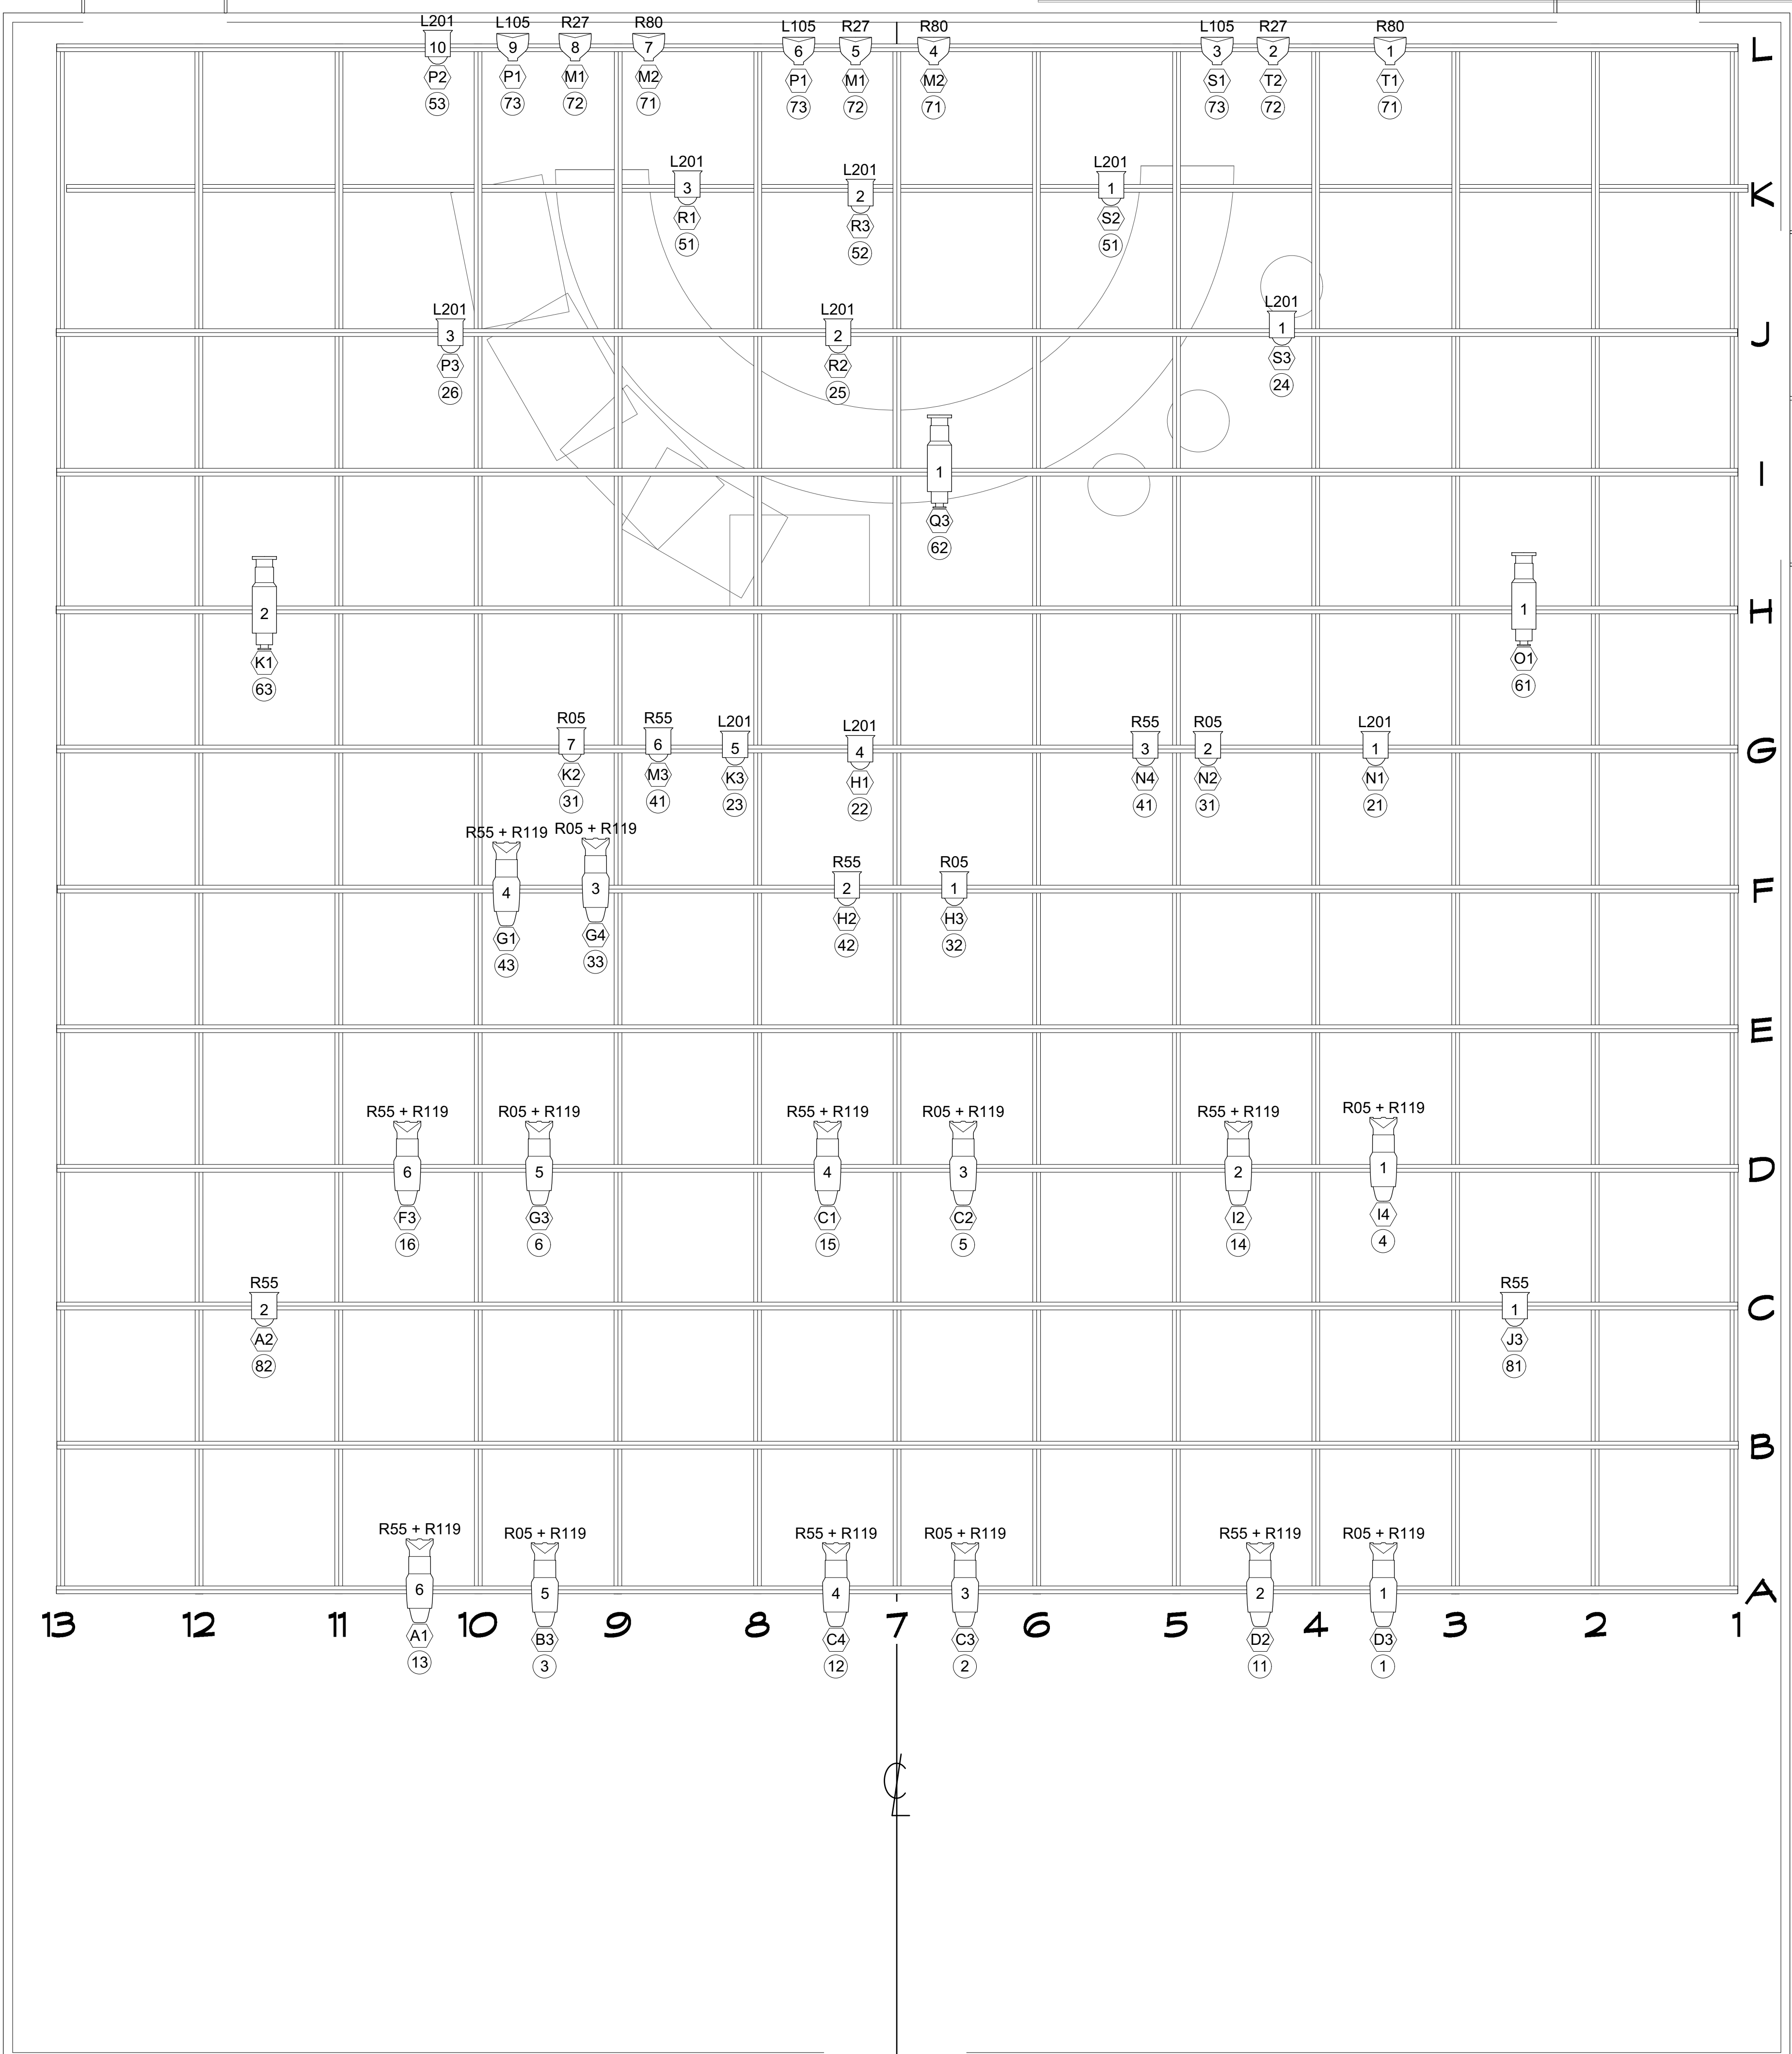 L201 L105 R27 R80 L105 R27 R80 L105 R27 R80
10 9 8 7 6 5 4 3 2 1 L
P2 P1 M1 M2 P1 M1 M2 S1 T2 T1
53 73 72 71 73 72 71 73 72 71
L201 L201 L201
3 2 1 K
R1 R3 S2
51 52 51
L201 L201 L201
3 2 1 J
P3 R2 S3
26 25 24
1 I
Q3
62
2 1 H
K1 O1
63 61
R05 R55 L201 L201 R55 R05 L201
7 6 5 4 3 2 1 G
K2 M3 K3 H1 N4 N2 N1
31 41 23 22 41 31 21
R55 + R119 R05 + R119 R55 R05
4 3 2 1 F
G1 G4 H2 H3
43 33 42 32
E
R55 + R119 R05 + R119 R55 + R119 R05 + R119 R55 + R119 R05 + R119
6 5 4 3 2 1 D
F3 G3 C1 C2 I2 I4
16 6 15 5 14 4
R55 R55
2 1 C
A2 J3
82 81
B
R55 + R119 R05 + R119 R55 + R119 R05 + R119 R55 + R119 R05 + R119
6 5 4 3 2 1 A
13 12 11 10 9 8 7 6 5 4 3 2 1
A1 B3 C4 C3 D2 D3
13 3 12 2 11 1
CL